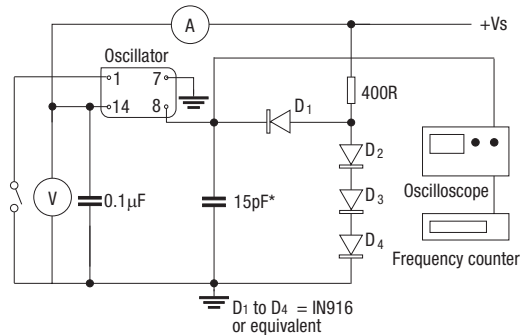 A
+Vs
Oscillator
1 7
14 8
400R
D1
D2
D3
D4
V
0.1µF
15pF*
Oscilloscope
Frequency counter
D1 to D4 = IN916
or equivalent